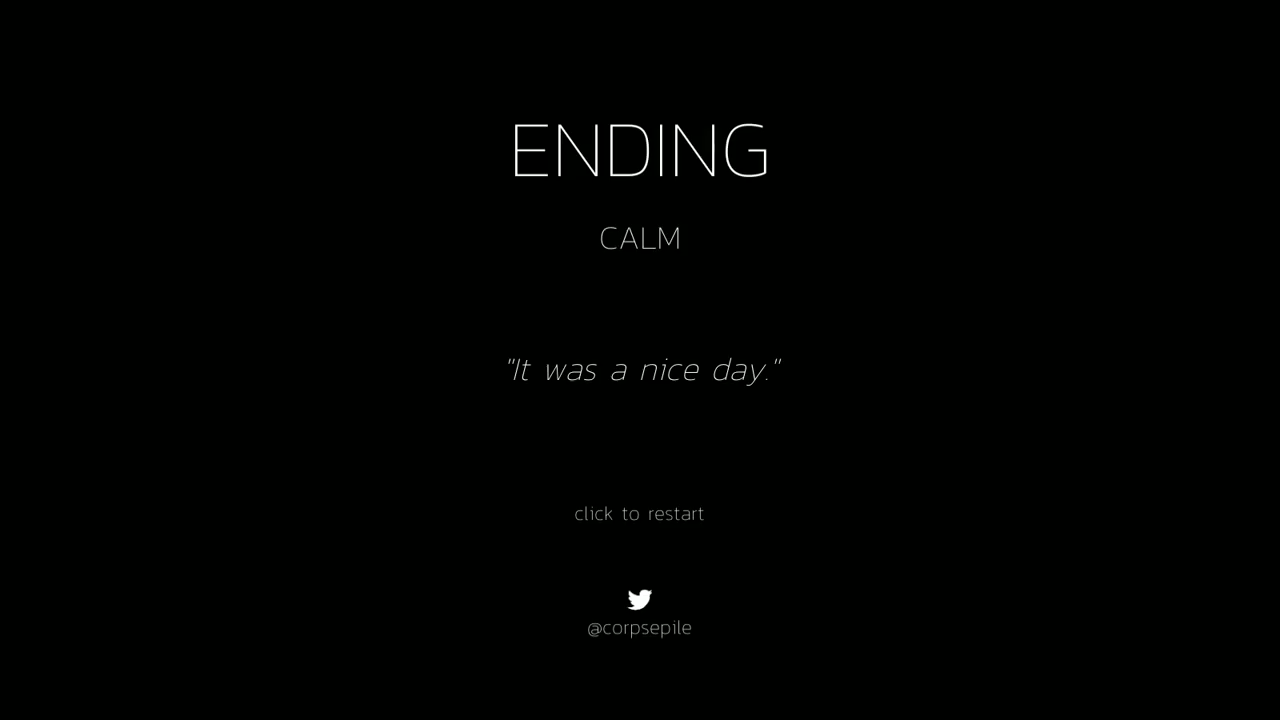 ENDING
CALM
"It was a nice day."
click to restart
@corpsepile